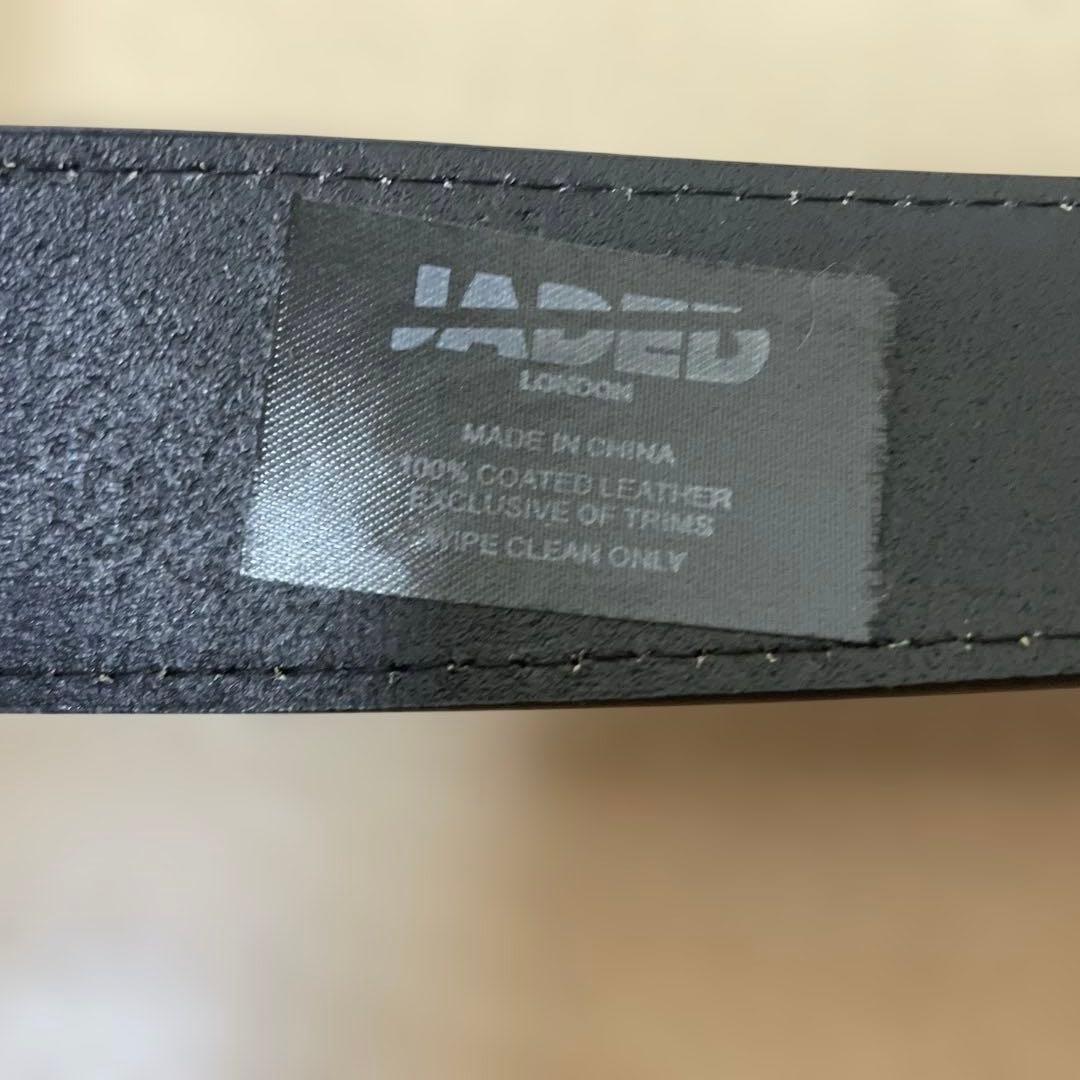 JADED
LONDON
MADE IN CHINA
100% COATED LEATHER
EXCLUSIVE OF TRIMS
WIPE CLEAN ONLY